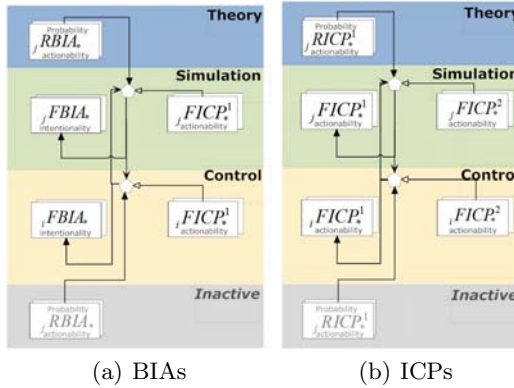 Theory
Probability
jRBIA*
actionability
Simulation
jFBIA*
intentionality
jFICP*1
actionability
Control
iFBIA*
intentionality
iFICP*1
actionability
Inactive
Probability
jRBIA*
actionability
(a) BIAs
Theory
Probability
jRICP*1
actionability
Simulation
jFICP*1
actionability
jFICP*2
actionability
Control
iFICP*1
actionability
iFICP*2
actionability
Inactive
Probability
jRICP*1
actionability
(b) ICPs